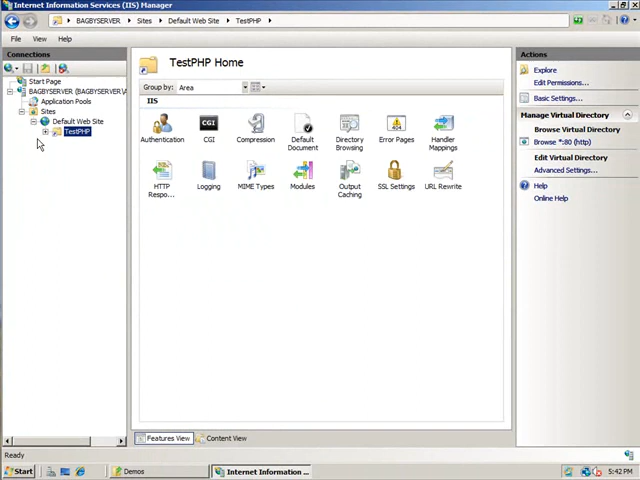 Internet Information Services (IIS) Manager
BAGBYSERVER
Sites
Default Web Site
TestPHP
File
View
Help
Connections
Start Page
BAGBYSERVER (BAGBYSERVER\A
Application Pools
Sites
Default Web Site
TestPHP
TestPHP Home
Group by: Area
IIS
Authentication
CGI
Compression
Default
Document
Directory
Browsing
Error Pages
404
Handler
Mappings
HTTP
Respo...
Logging
MIME Types
Modules
Output
Caching
SSL Settings
URL Rewrite
Features View
Content View
Actions
Explore
Edit Permissions...
Basic Settings...
Manage Virtual Directory
Browse Virtual Directory
Browse *:80 (http)
Edit Virtual Directory
Advanced Settings...
Help
Online Help
Ready
Start
Demos
Internet Information ...
5:42 PM